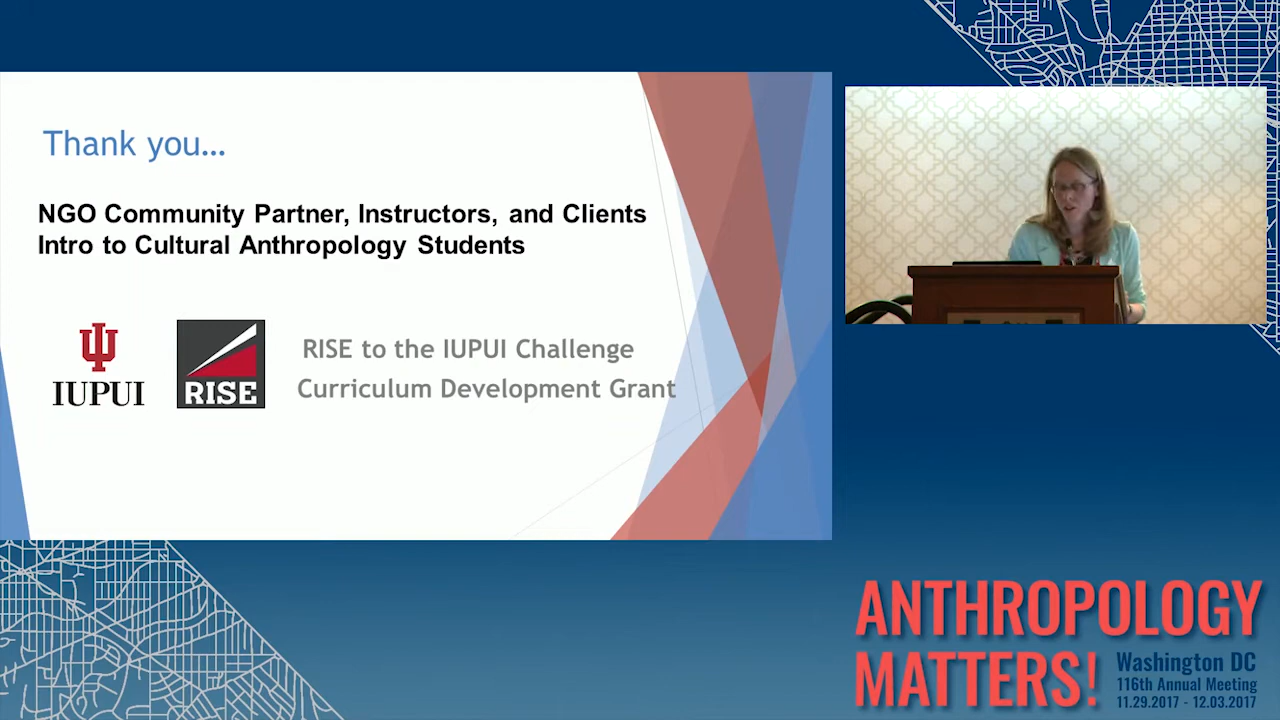 Thank you...
NGO Community Partner, Instructors, and Clients
Intro to Cultural Anthropology Students
IUPUI
RISE
RISE to the IUPUI Challenge
Curriculum Development Grant
ANTHROPOLOGY
MATTERS!
Washington DC
116th Annual Meeting
11.29.2017 - 12.03.2017